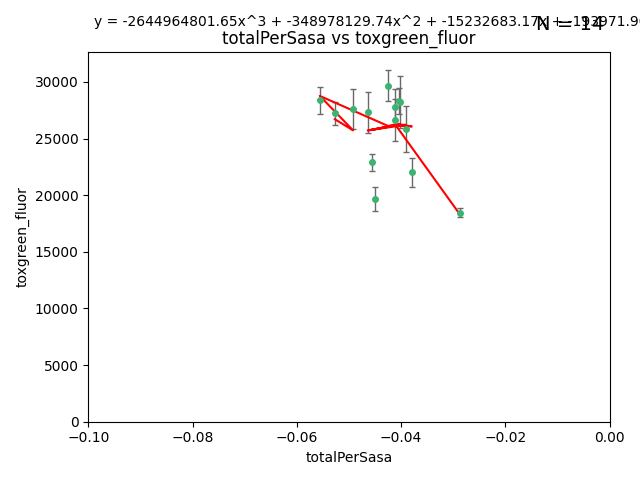 y = -2644964801.65x^3 + -348978129.74x^2 + -15232683.17x + 
N = 14
totalPerSasa vs toxgreen_fluor
30000
25000
20000
15000
10000
5000
0
toxgreen_fluor
−0.10 −0.08 −0.06 −0.04 −0.02 0.00
totalPerSasa